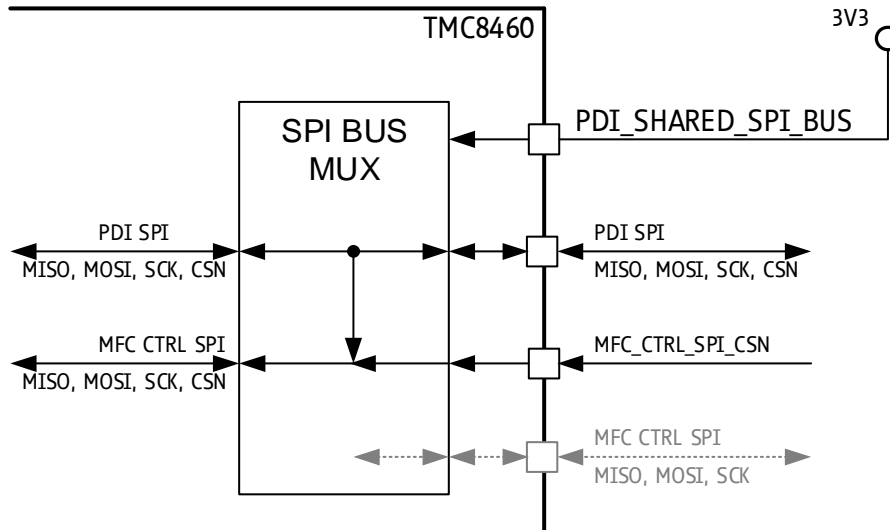 TMC8460
3V3
SPI BUS
MUX
PDI_SHARED_SPI_BUS
PDI SPI
MISO, MOSI, SCK, CSN
PDI SPI
MISO, MOSI, SCK, CSN
MFC CTRL SPI
MISO, MOSI, SCK, CSN
MFC_CTRL_SPI_CSN
MFC CTRL SPI
MISO, MOSI, SCK